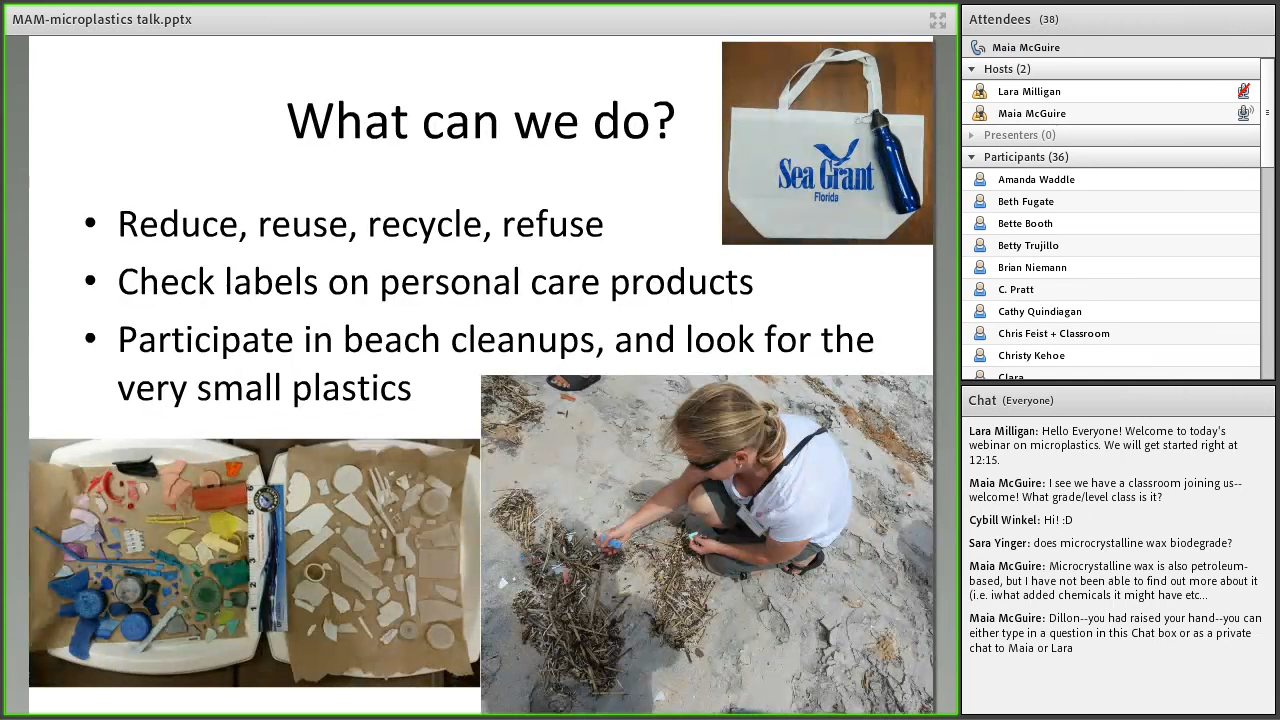 MAM-microplastics talk.pptx
What can we do?
Sea Grant
Florida
• Reduce, reuse, recycle, refuse
• Check labels on personal care products
• Participate in beach cleanups, and look for the
very small plastics
Attendees (38)
Maia McGuire
Hosts (2)
Lara Milligan
Maia McGuire
Presenters (0)
Participants (36)
Amanda Waddle
Beth Fugate
Bette Booth
Betty Trujillo
Brian Niemann
C. Pratt
Cathy Quindiagan
Chris Feist + Classroom
Christy Kehoe
Clara
Chat (Everyone)
Lara Milligan: Hello Everyone! Welcome to today's
webinar on microplastics. We will get started right at
12:15.
Maia McGuire: I see we have a classroom joining us--
welcome! What grade/level class is it?
Cybill Winkel: Hi! :D
Sara Yinger: does microcrystalline wax biodegrade?
Maia McGuire: Microcrystalline wax is also petroleum-
based, but I have not been able to find out more about it
(i.e. iwhat added chemicals it might have etc...
Maia McGuire: Dillon--you had raised your hand--you can
either type in a question in this Chat box or as a private
chat to Maia or Lara